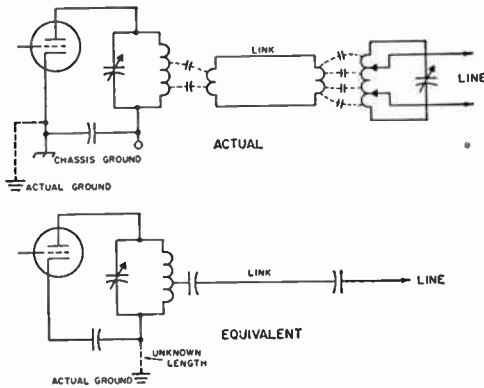 LINK
LINE
CHASSIS GROUND
ACTUAL
ACTUAL GROUND
LINK
LINE
EQUIVALENT
UNKNOWN
LENGTH
ACTUAL GROUND